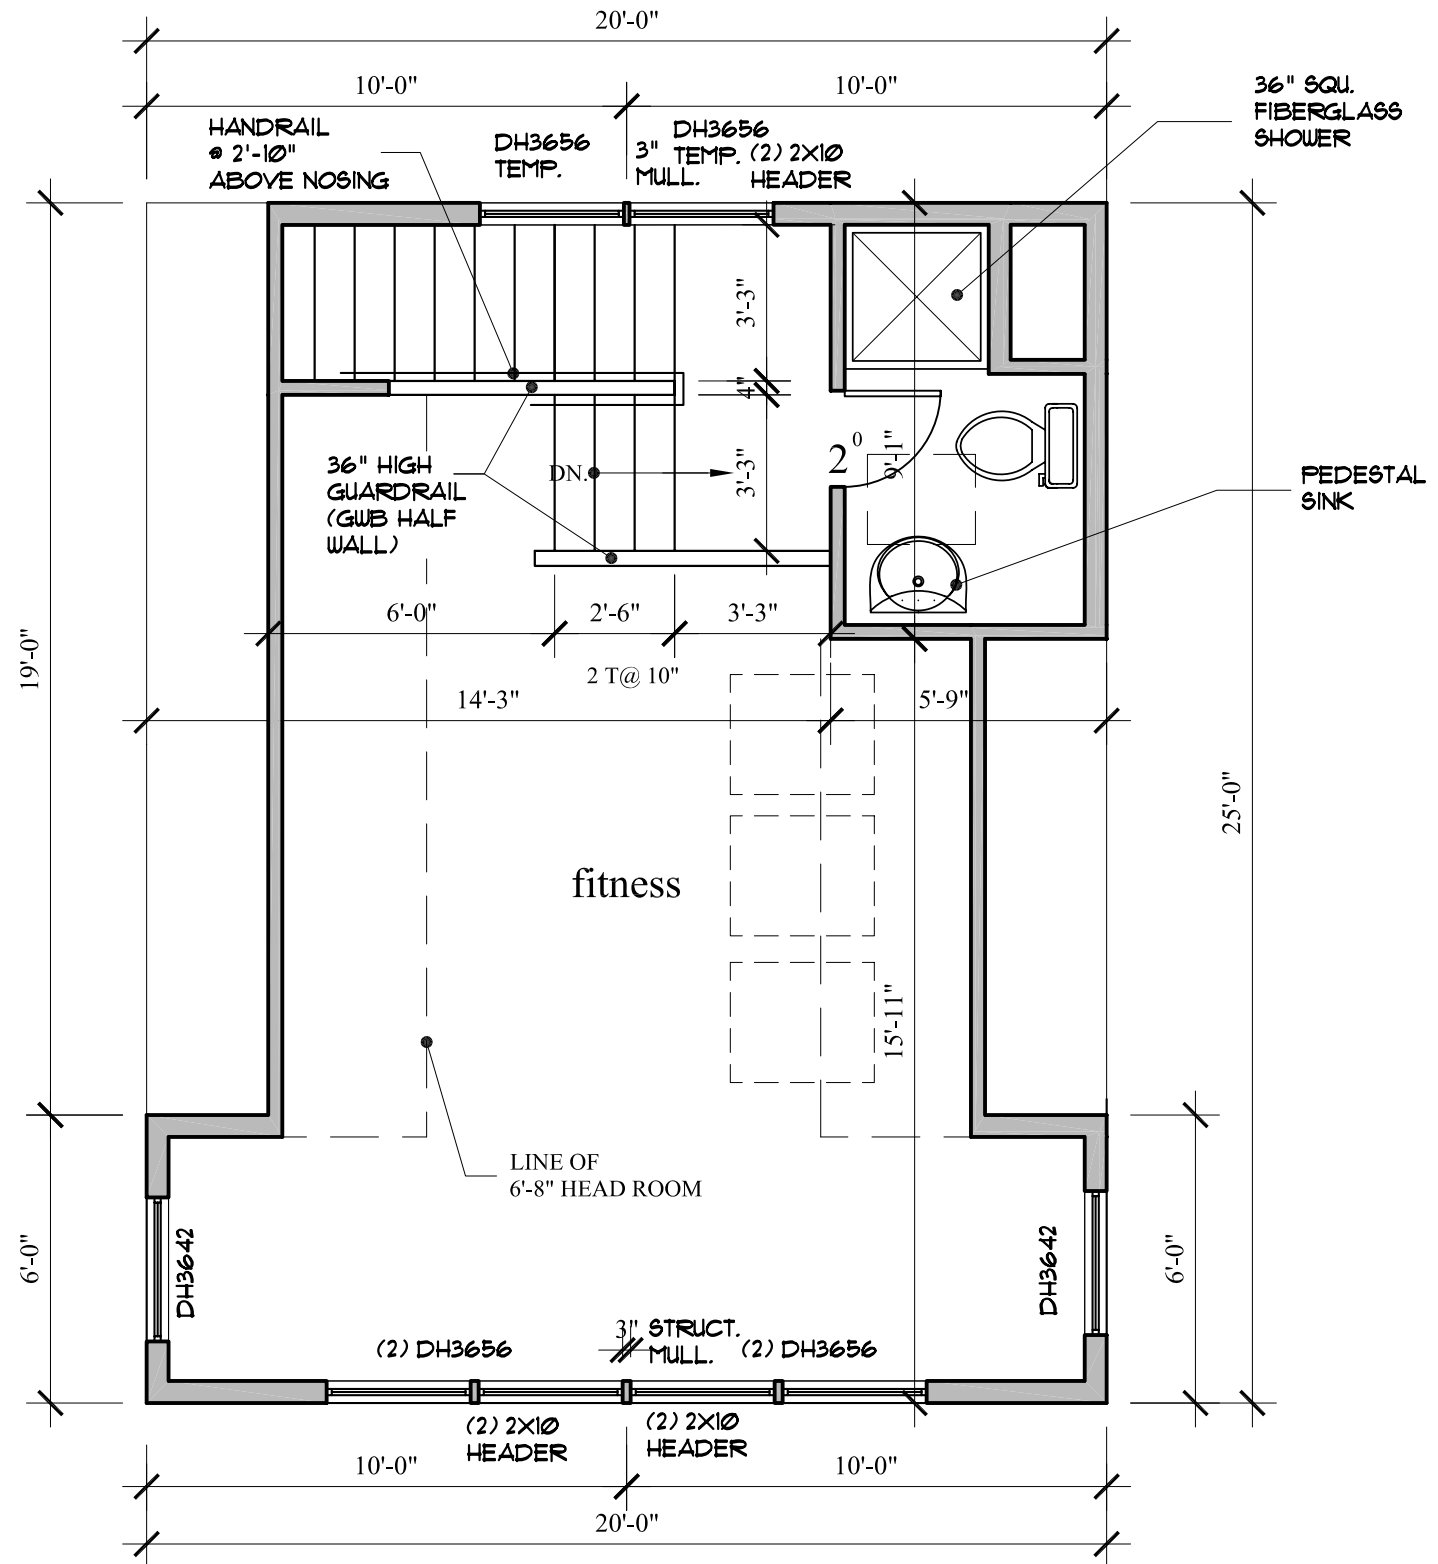 20'-0"
10'-0"
10'-0"
HANDRAIL
@ 2'-10"
ABOVE NOSING
DH3656
TEMP.
3"
MULL.
DH3656
TEMP.
(2) 2X10
HEADER
36" SQU.
FIBERGLASS
SHOWER
3'-3"
4"
3'-3"
36" HIGH
GUARDRAIL
(GWB HALF
WALL)
DN.
2⁰
9'-1"
PEDESTAL
SINK
6'-0"
2'-6"
3'-3"
2 T@ 10"
19'-0"
14'-3"
5'-9"
25'-0"
fitness
15'-11"
LINE OF
6'-8" HEAD ROOM
6'-0"
DH3642
DH3642
6'-0"
(2) DH3656
3"
STRUCT.
MULL.
(2) DH3656
(2) 2X10
HEADER
(2) 2X10
HEADER
10'-0"
10'-0"
20'-0"